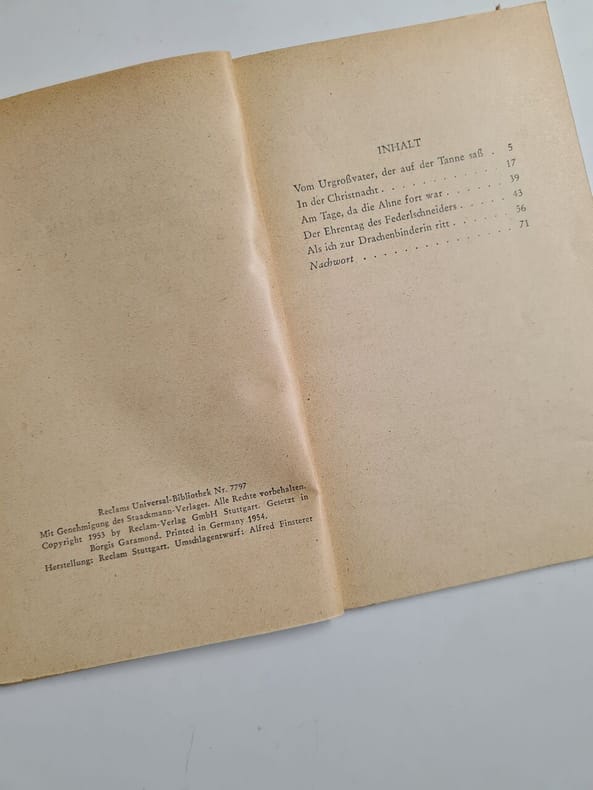 Reclams Universal-Bibliothek Nr. 7797
Mit Genehmigung des Staackmann-Verlages. Alle Rechte vorbehalten.
Copyright 1953 by Reclam-Verlag GmbH Stuttgart. Gesetzt in
Borgis Garamond. Printed in Germany 1954.
Herstellung: Reclam Stuttgart. Umschlagentwurf: Alfred Finsterer
INHALT
Vom Urgroßvater, der auf der Tanne saß . 5
In der Christnacht . . . . . . . . . . 17
Am Tage, da die Ahne fort war . . . . . 39
Der Ehrentag des Federlschneiders . . . . 43
Als ich zur Drachenbinderin ritt . . . . . 56
Nachwort . . . . . . . . . . . . . 71